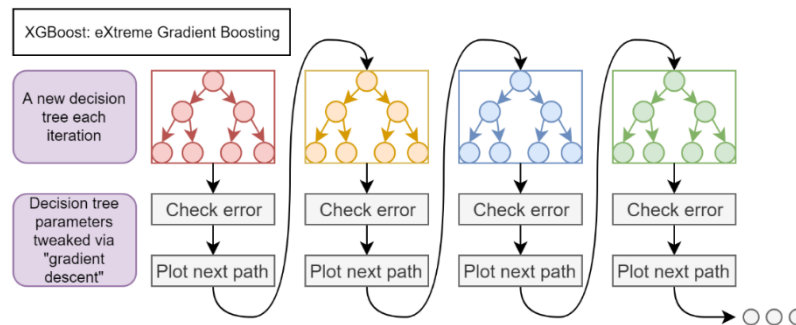 XGBoost: eXtreme Gradient Boosting
A new decision
tree each
iteration
Decision tree
parameters
tweaked via
"gradient
descent"
Check error
Check error
Check error
Check error
Plot next path
Plot next path
Plot next path
Plot next path